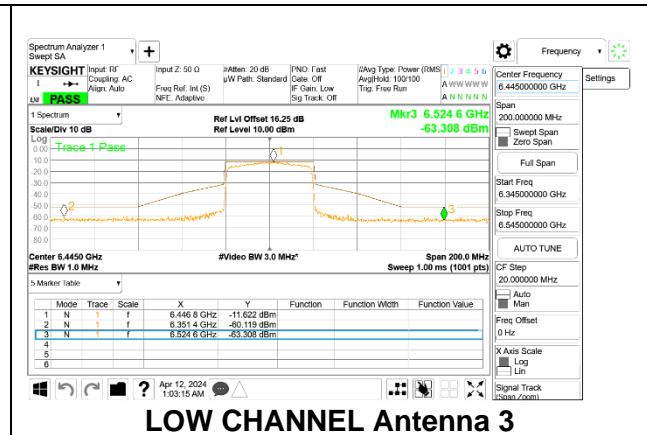 Spectrum Analyzer 1
Swept SA
+
Frequency
KEYSIGHT
Input: RF
Coupling: AC
Align: Auto
Input Z: 50 Ω
Freq Ref: Int (S)
NFE: Adaptive
#Atten: 20 dB
µW Path: Standard
PNO: Fast
Gate: Off
IF Gain: Low
Sig Track: Off
#Avg Type: Power (RMS
Avg|Hold: 100/100
Trig: Free Run
1 2 3 4 5 6
A W W W W W
A N N N N N
LW PASS
1 Spectrum
Scale/Div 10 dB
Ref Lvl Offset 16.25 dB
Ref Level 10.00 dBm
Mkr3 6.524 6 GHz
-63.308 dBm
Log
Trace 1 Pass
0.00
-10.0
-20.0
-30.0
-40.0
-50.0
-60.0
-70.0
-80.0
1
2
3
Center 6.4450 GHz
#Res BW 1.0 MHz
#Video BW 3.0 MHz*
Span 200.0 MHz
Sweep 1.00 ms (1001 pts)
5 Marker Table
Mode Trace Scale X Y Function Function Width Function Value
1 N 1 f 6.446 8 GHz -11.622 dBm
2 N 1 f 6.351 4 GHz -60.119 dBm
3 N 1 f 6.524 6 GHz -63.308 dBm
4
5
6
Center Frequency
6.445000000 GHz
Settings
Span
200.000000 MHz
Swept Span
Zero Span
Full Span
Start Freq
6.345000000 GHz
Stop Freq
6.545000000 GHz
AUTO TUNE
CF Step
20.000000 MHz
Auto
Man
Freq Offset
0 Hz
X Axis Scale
Log
Lin
Signal Track
(Span Zoom)
?
Apr 12, 2024
1:03:15 AM
LOW CHANNEL Antenna 3